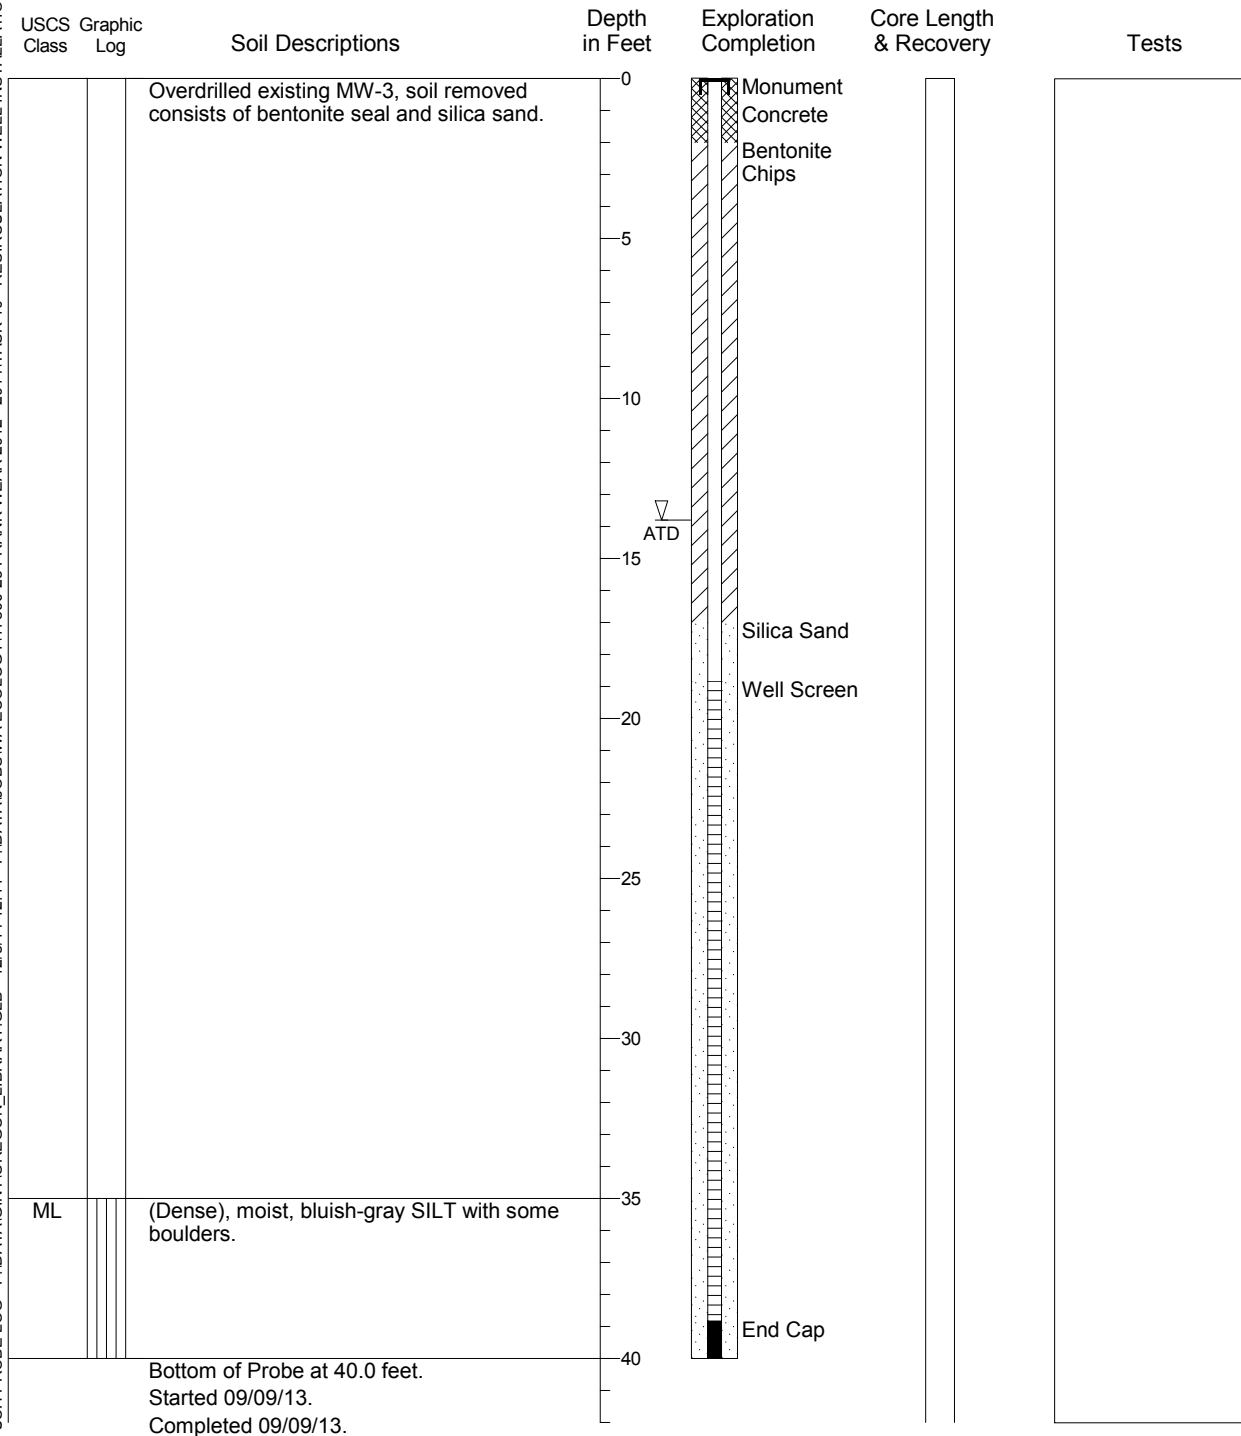 USCS Class
Graphic Log
Soil Descriptions
Depth in Feet
Exploration Completion
Core Length & Recovery
Tests
Overdrilled existing MW-3, soil removed
consists of bentonite seal and silica sand.
0
Monument
Concrete
Bentonite
Chips
5
10
ATD
15
Silica Sand
Well Screen
20
25
30
35
ML
(Dense), moist, bluish-gray SILT with some
boulders.
End Cap
40
Bottom of Probe at 40.0 feet.
Started 09/09/13.
Completed 09/09/13.